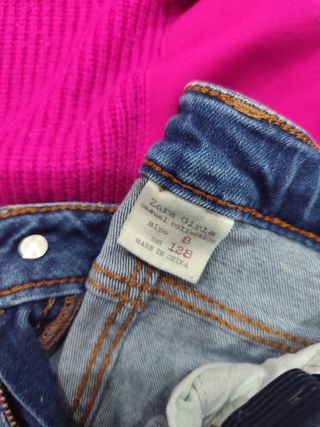 Zara Girls
casual collection
Size 8
cm 128
MADE IN CHINA